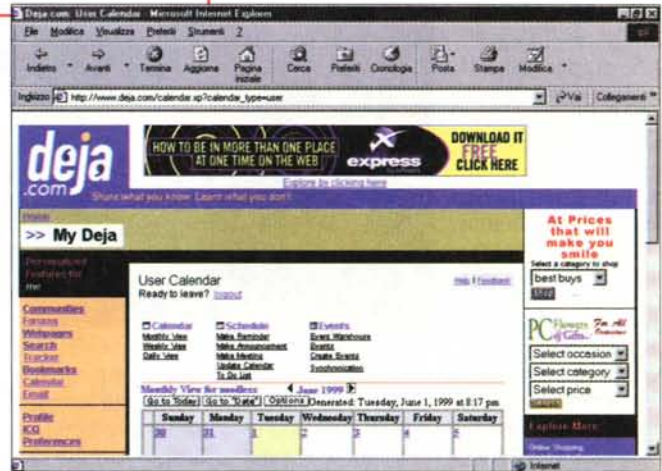 Deja.com: User Calendar - Microsoft Internet Explorer
File Modifica Visualizza Preferiti Strumenti ?
Indietro Avanti Termina Aggiorna Pagina iniziale Cerca Preferiti Cronologia Posta Stampa Modifica
Indirizzo http://www.deja.com/calendar.xp?calendar_type=user Vai Collegamenti »
deja.com
HOW TO BE IN MORE THAN ONE PLACE
AT ONE TIME ON THE WEB
express
DOWNLOAD IT
FREE
CLICK HERE
Explore by clicking here
Share what you know. Learn what you don't.
Home
>> My Deja
Personalized
Features for
me
Communities
Forums
Webpages
Search
Tracker
Bookmarks
Calendar
Email
Profile
ICQ
Preferences
User Calendar
Help | Feedback
Ready to leave? logout
Calendar
Monthly View
Weekly View
Daily View
Schedule
Make Reminder
Make Announcement
Make Meeting
Update Calendar
To Do List
Events
Event Warehouse
Events
Create Events
Synchronization
Monthly View for
June 1999
Go to Today Go to "Date" Options Generated: Tuesday, June 1, 1999 at 8:17 pm
Sunday Monday Tuesday Wednesday Thursday Friday Saturday
30 31 1 2 3 4 5
At Prices
that will
make you
smile
Select a category to shop
best buys
PC Flowers & Gifts
For All Occasions
Select occasion
Select category
Select price
Explore More:
Online Shopping
Internet